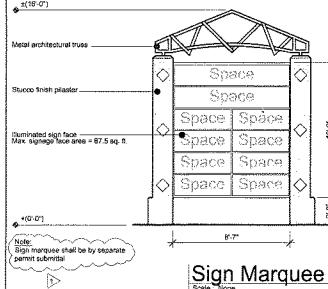 ±(16'-0")
Metal architectural truss
Space
Stucco finish pilaster
Space
Space Space
Illuminated sign face
Max. signage face area = 67.5 sq. ft.
Space Space
Space Space
Space Space
+(0'-0")
8'-7"
Note:
Sign marquee shall be by separate
permit submittal
1
Sign Marquee
Scale: None